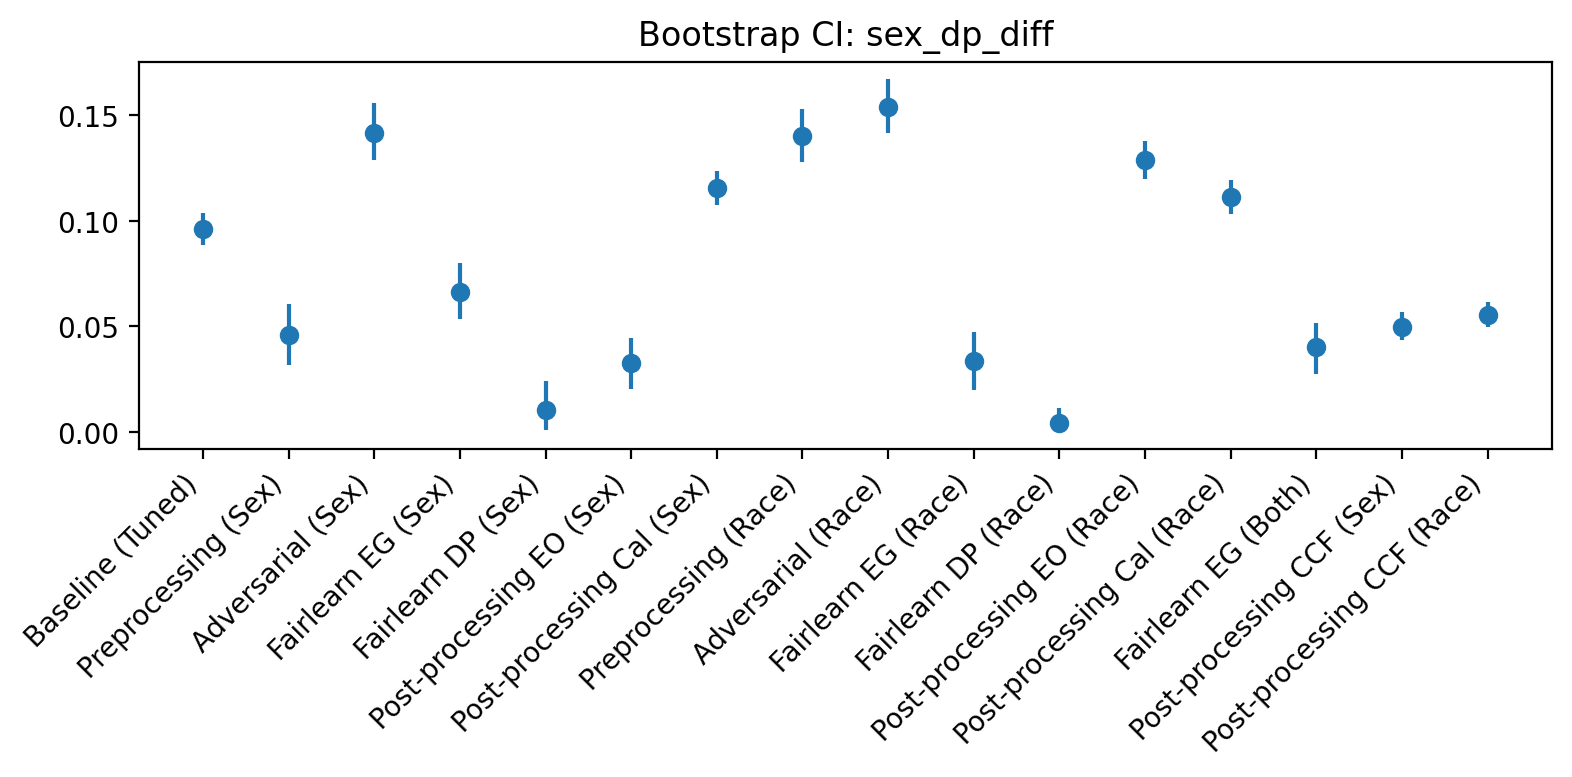 Bootstrap CI: sex_dp_diff
0.15
0.10
0.05
0.00
Baseline (Tuned)
Preprocessing (Sex)
Adversarial (Sex)
Fairlearn EG (Sex)
Fairlearn DP (Sex)
Post-processing EO (Sex)
Post-processing Cal (Sex)
Preprocessing (Race)
Adversarial (Race)
Fairlearn EG (Race)
Fairlearn DP (Race)
Post-processing EO (Race)
Post-processing Cal (Race)
Fairlearn EG (Both)
Post-processing CCF (Sex)
Post-processing CCF (Race)